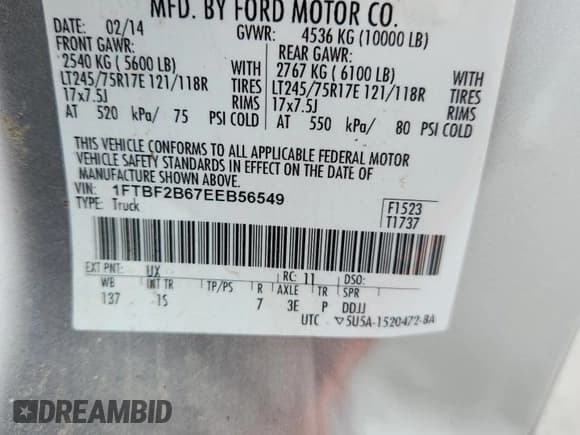 MFD. BY FORD MOTOR CO.
DATE: 02/14 GVWR: 4536 KG (10000 LB)
FRONT GAWR: REAR GAWR:
2540 KG ( 5600 LB) WITH 2767 KG ( 6100 LB) WITH
LT245/75R17E 121/118R TIRES LT245/75R17E 121/118R TIRES
17x7.5J RIMS 17x7.5J RIMS
AT 520 kPa/ 75 PSI COLD AT 550 kPa/ 80 PSI COLD
THIS VEHICLE CONFORMS TO ALL APPLICABLE FEDERAL MOTOR
VEHICLE SAFETY STANDARDS IN EFFECT ON THE DATE OF
MANUFACTURE SHOWN ABOVE.
VIN: 1FTBF2B67EEB56549
TYPE: Truck
F1523
T1737
EXT PNT: UX RC: 11 DSO:
WB INT TR TP/PS R AXLE TR SPR
137 15 7 3E P DDJJ
UTC ▽5U5A-1520472-BA
DREAMBID